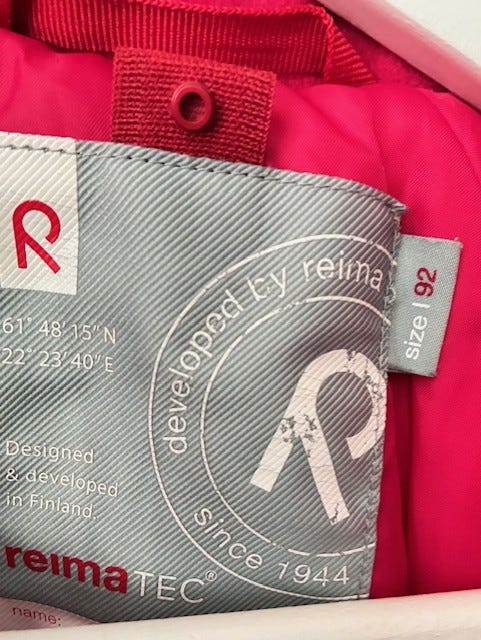 61° 48' 15" N
22° 23' 40" E
Designed
& developed
in Finland.
reimaTEC®
name:
developed by reima
since 1944
size | 92